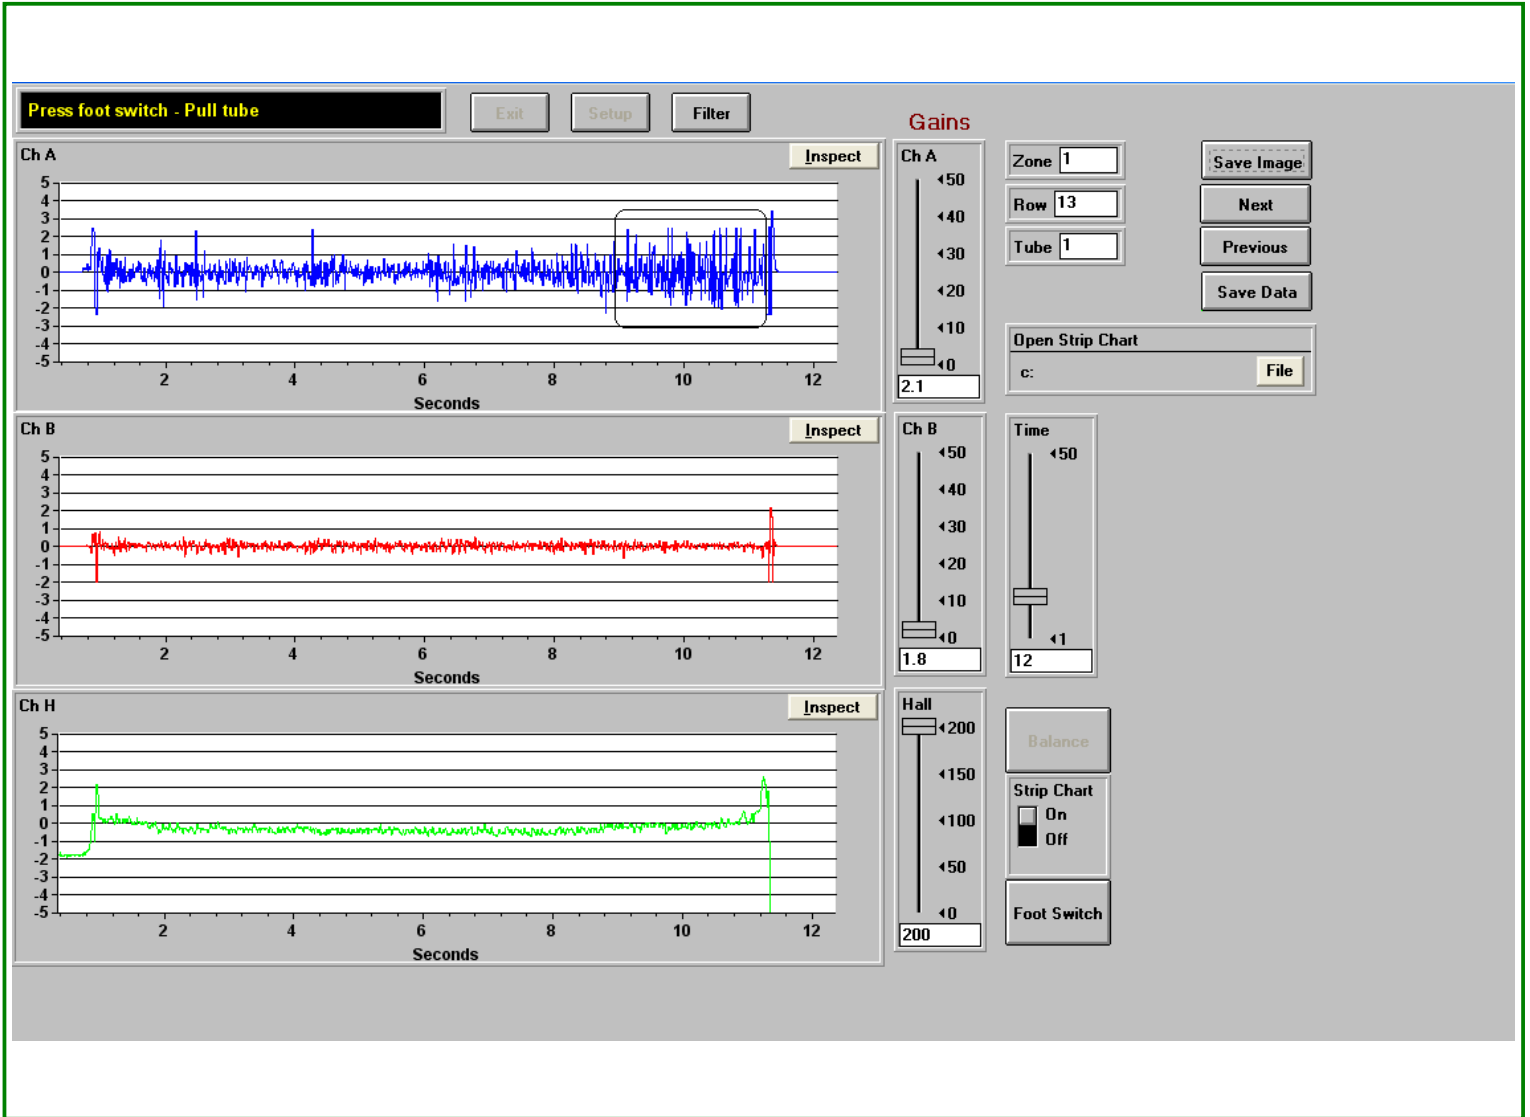 Press foot switch - Pull tube
Exit
Setup
Filter
Gains
Ch A
Inspect
5
4
3
2
1
0
-1
-2
-3
-4
-5
2 4 6 8 10 12
Seconds
Ch A
50
40
30
20
10
0
2.1
Zone 1
Row 13
Tube 1
Save Image
Next
Previous
Save Data
Open Strip Chart
c:
File
Ch B
Inspect
5
4
3
2
1
0
-1
-2
-3
-4
-5
2 4 6 8 10 12
Seconds
Ch B
50
40
30
20
10
0
1.8
Time
50
1
12
Ch H
Inspect
5
4
3
2
1
0
-1
-2
-3
-4
-5
2 4 6 8 10 12
Seconds
Hall
200
150
100
50
0
200
Balance
Strip Chart
On
Off
Foot Switch